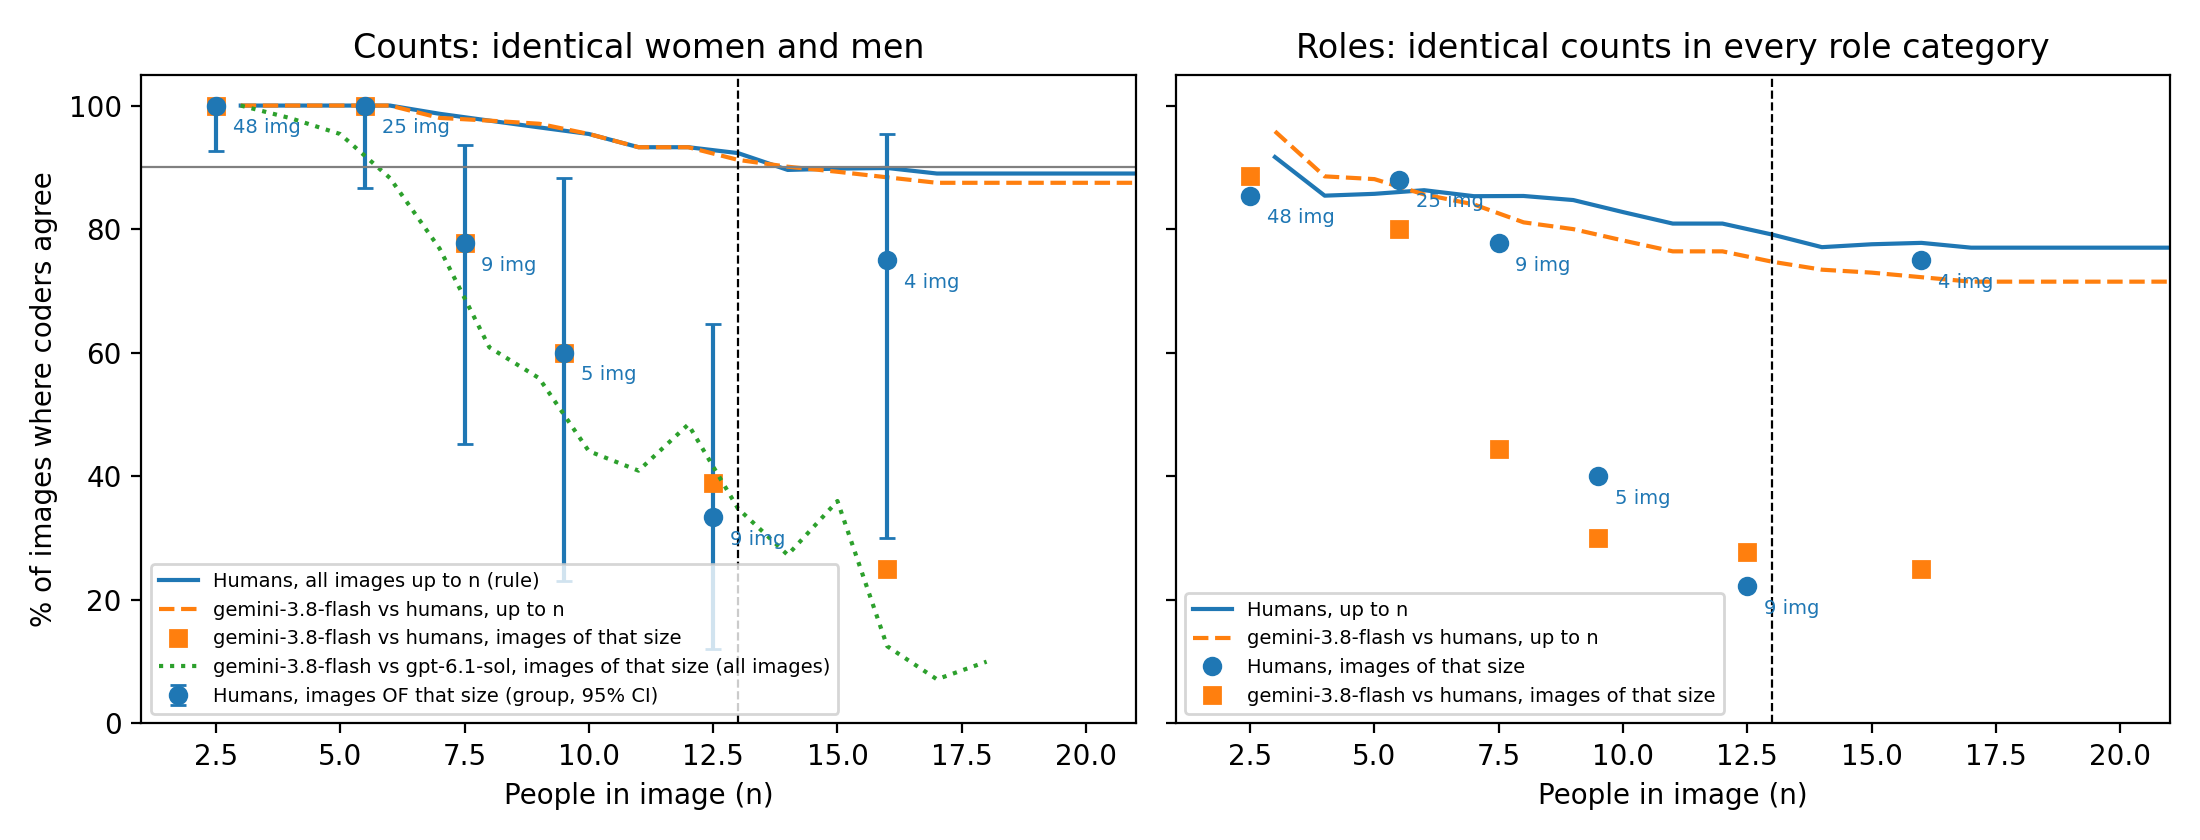 Counts: identical women and men
% of images where coders agree
100
80
60
40
20
0
48 img
25 img
9 img
5 img
9 img
4 img
Humans, all images up to n (rule)
gemini-3.8-flash vs humans, up to n
gemini-3.8-flash vs humans, images of that size
gemini-3.8-flash vs gpt-6.1-sol, images of that size (all images)
Humans, images OF that size (group, 95% CI)
2.5 5.0 7.5 10.0 12.5 15.0 17.5 20.0
People in image (n)
Roles: identical counts in every role category
48 img
25 img
9 img
5 img
9 img
4 img
Humans, up to n
gemini-3.8-flash vs humans, up to n
Humans, images of that size
gemini-3.8-flash vs humans, images of that size
2.5 5.0 7.5 10.0 12.5 15.0 17.5 20.0
People in image (n)